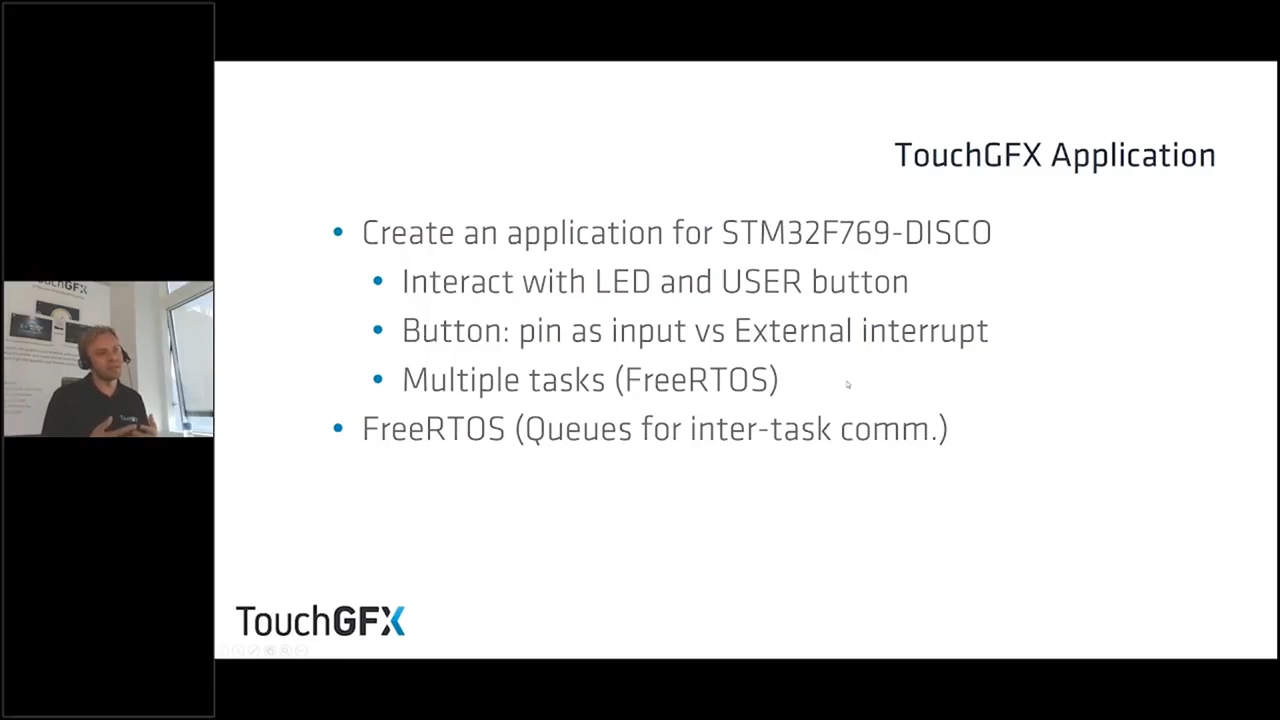 TouchGFX Application
• Create an application for STM32F769-DISCO
• Interact with LED and USER button
• Button: pin as input vs External interrupt
• Multiple tasks (FreeRTOS)
• FreeRTOS (Queues for inter-task comm.)
TouchGFX